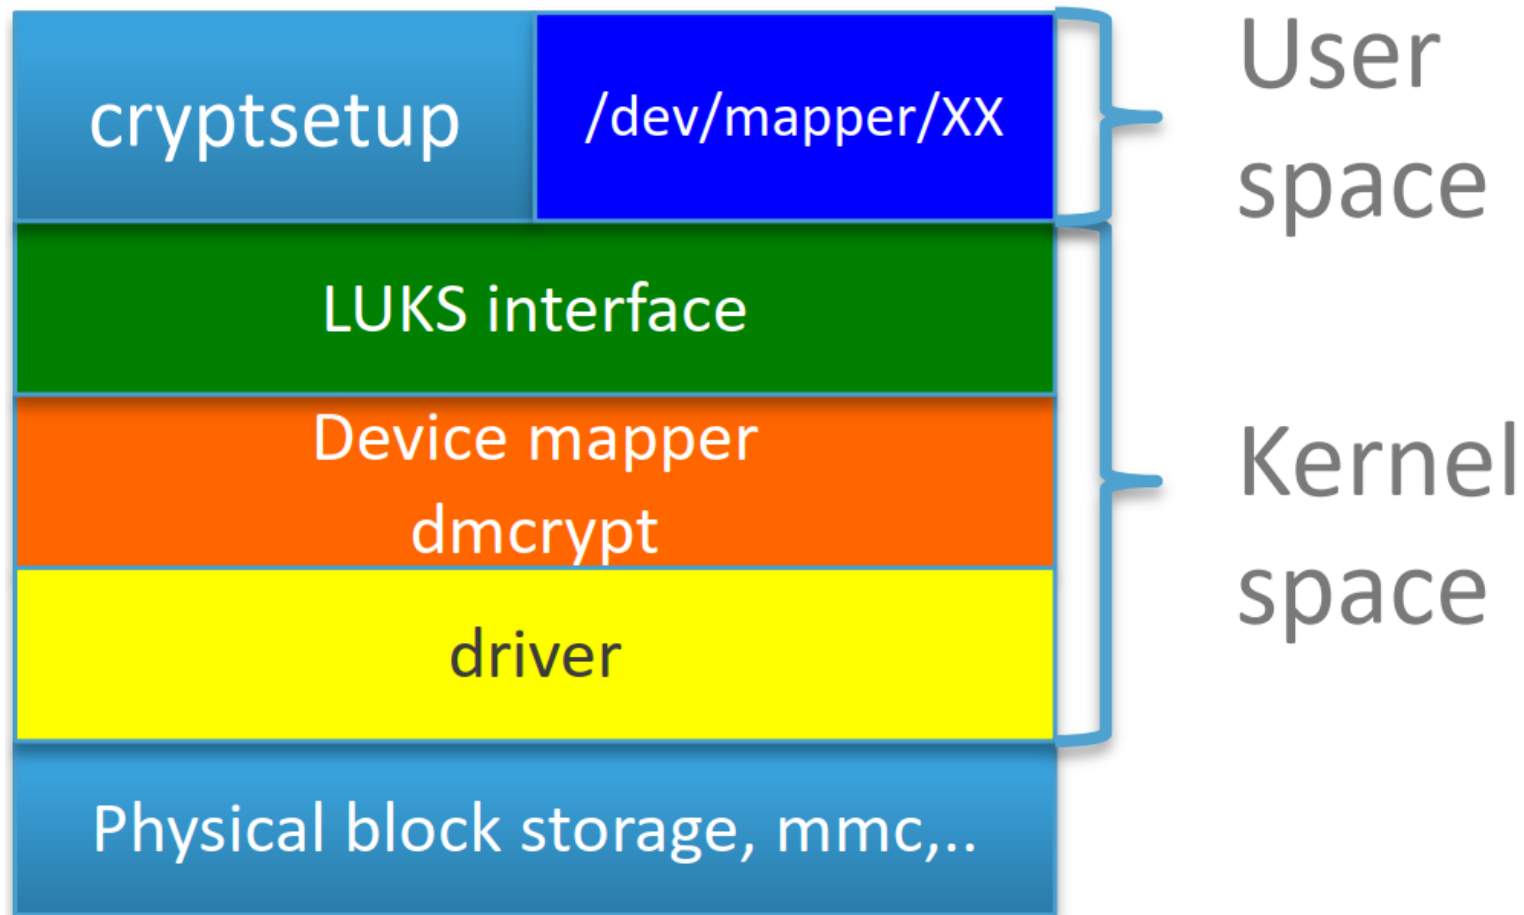 cryptsetup
/dev/mapper/XX
User
space
LUKS interface
Device mapper
dmcrypt
driver
Kernel
space
Physical block storage, mmc,..